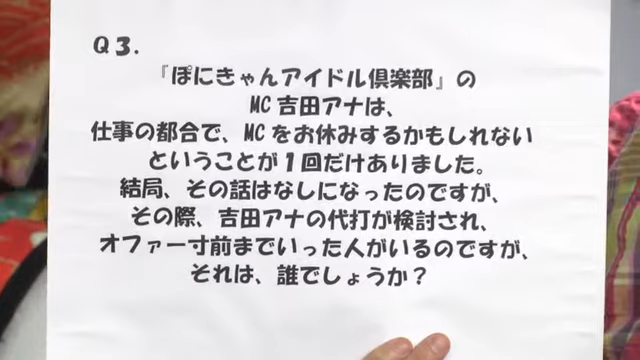 Q3.
『ぽにきゃんアイドル倶楽部』の
MC吉田アナは、
仕事の都合で、MCをお休みするかもしれない
ということが1回だけありました。
結局、その話はなしになったのですが、
その際、吉田アナの代打が検討され、
オファー寸前までいった人がいるのですが、
それは、誰でしょうか？